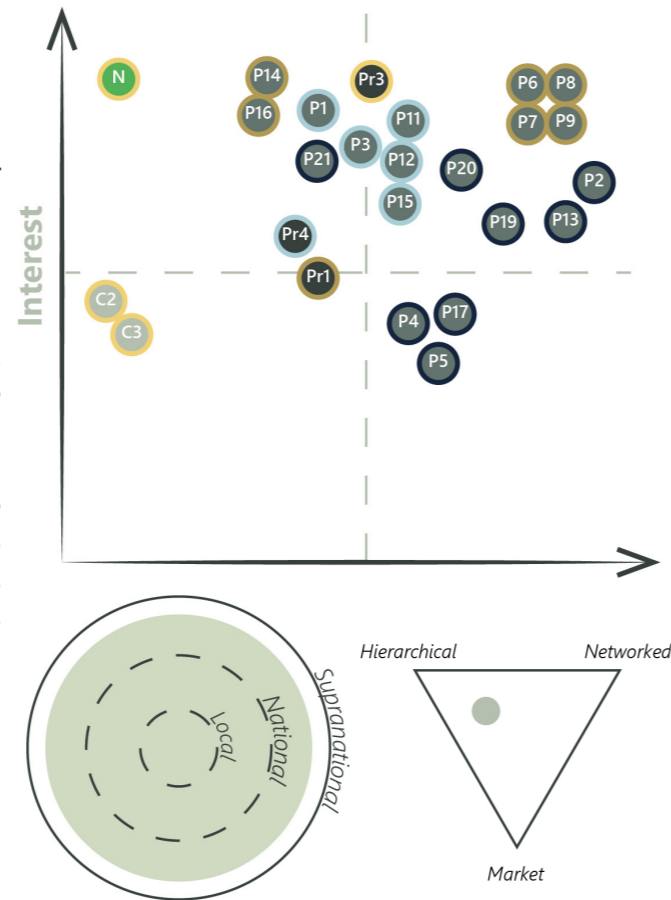 N
P14
Pr3
P6
P8
P16
P1
P11
P7
P9
P3
P21
P12
P20
P2
P15
P19
P13
Pr4
Interest
Pr1
C2
C3
P4
P17
P5
Hierarchical
Networked
Supranational
National
Local
Market